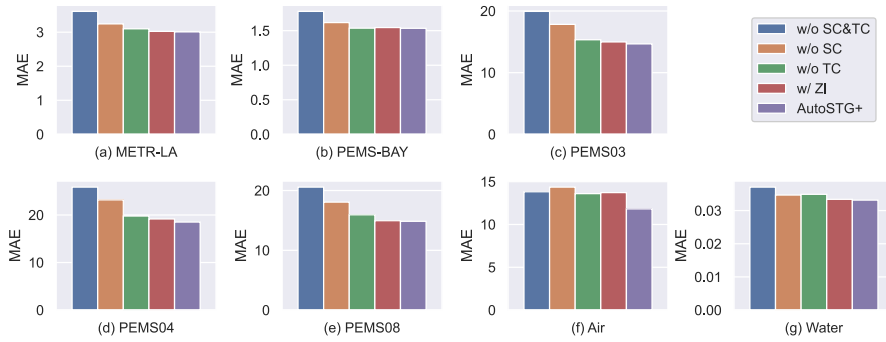 MAE
3
2
1
0
(a) METR-LA
MAE
1.5
1.0
0.5
0.0
(b) PEMS-BAY
MAE
20
10
0
(c) PEMS03
w/o SC&TC
w/o SC
w/o TC
w/ ZI
AutoSTG+
MAE
20
10
0
(d) PEMS04
MAE
20
10
0
(e) PEMS08
MAE
15
10
5
0
(f) Air
MAE
0.03
0.02
0.01
0.00
(g) Water